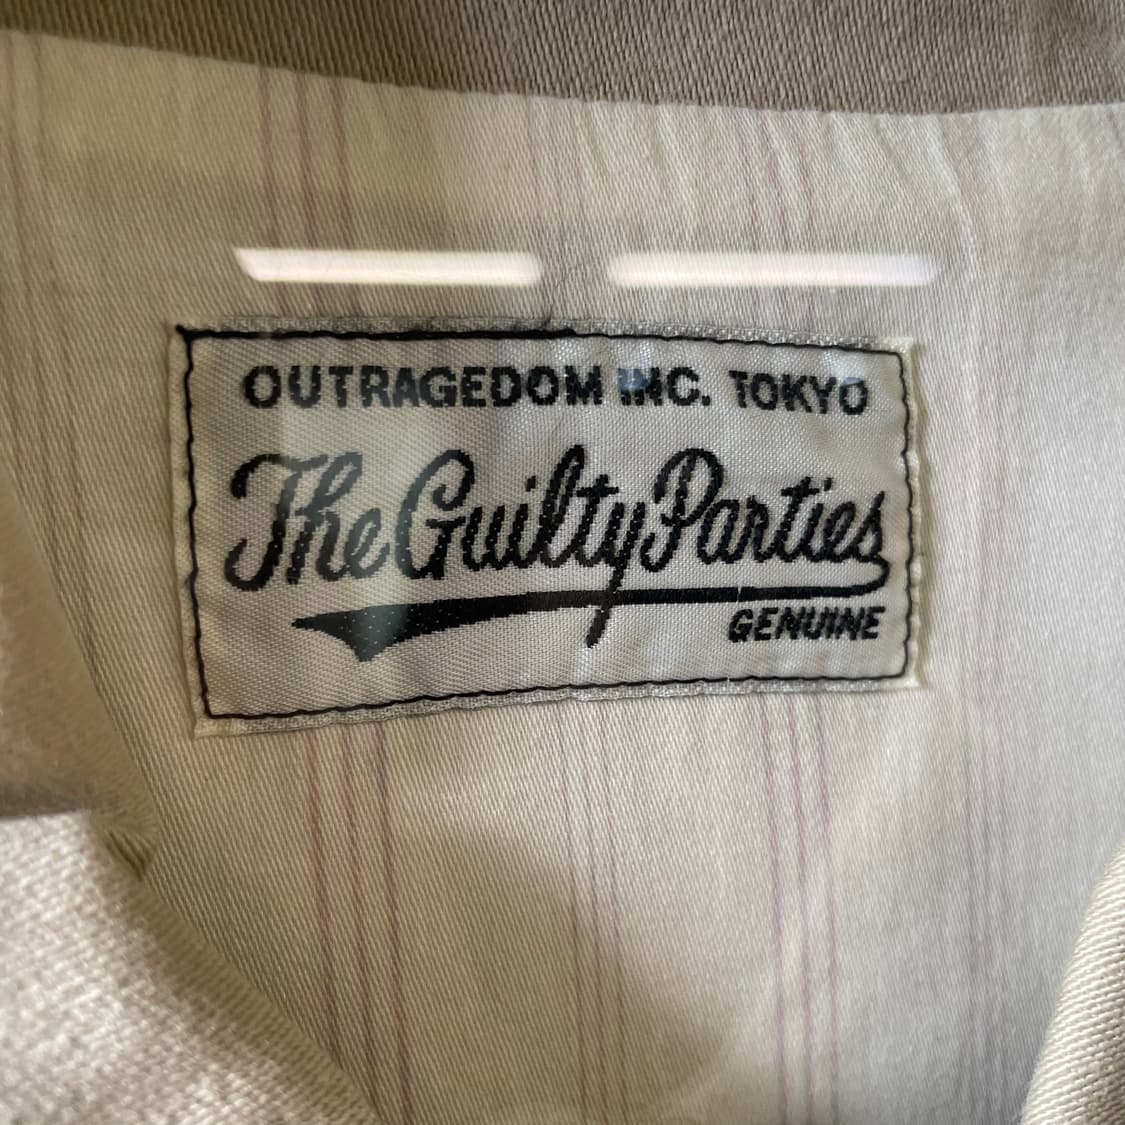 OUTRAGEDOM INC. TOKYO
The Guilty Parties
GENUINE